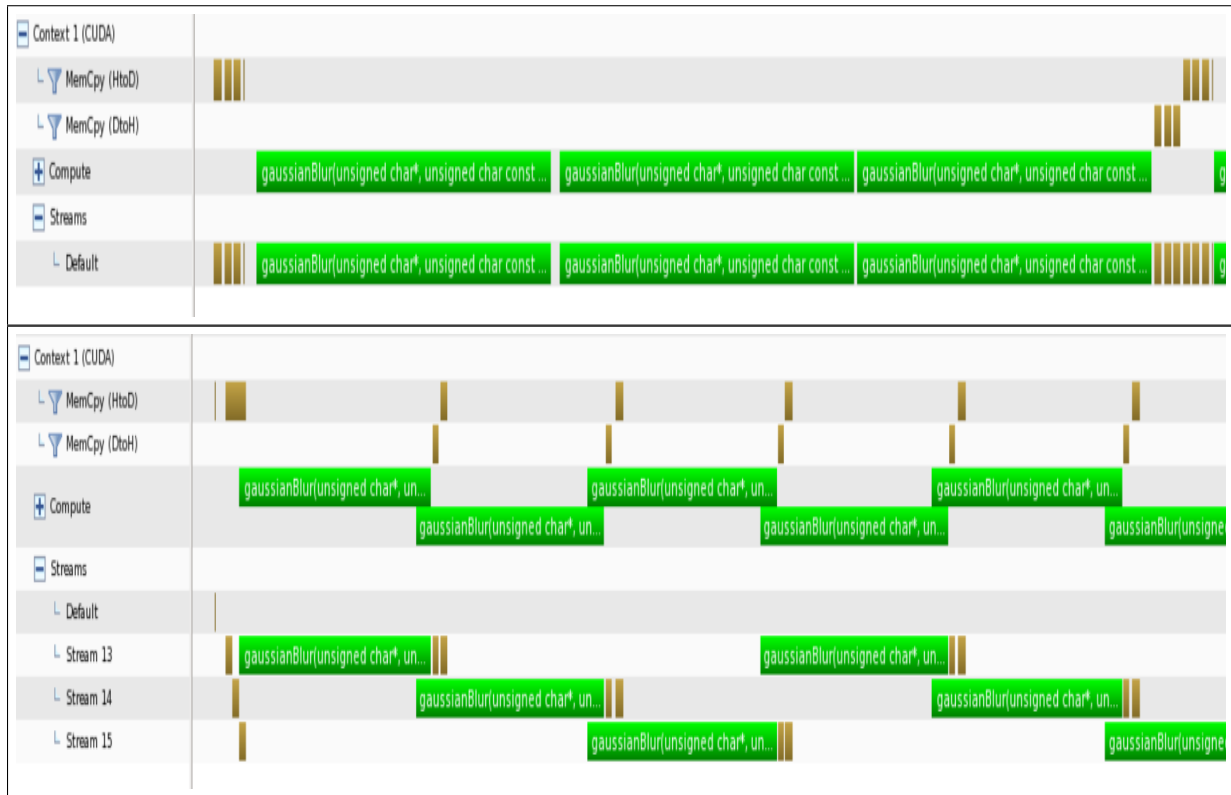 Context 1 (CUDA)
MemCpy (HtoD)
MemCpy (DtoH)
Compute
gaussianBlur(unsigned char*, unsigned char const ...
gaussianBlur(unsigned char*, unsigned char const ...
gaussianBlur(unsigned char*, unsigned char const ...
g
Streams
Default
gaussianBlur(unsigned char*, unsigned char const ...
gaussianBlur(unsigned char*, unsigned char const ...
gaussianBlur(unsigned char*, unsigned char const ...
g
Context 1 (CUDA)
MemCpy (HtoD)
MemCpy (DtoH)
Compute
gaussianBlur(unsigned char*, un...
gaussianBlur(unsigned char*, un...
gaussianBlur(unsigned char*, un...
gaussianBlur(unsigned char*, un...
gaussianBlur(unsigned char*, un...
gaussianBlur(unsigne
Streams
Default
Stream 13
gaussianBlur(unsigned char*, un...
gaussianBlur(unsigned char*, un...
Stream 14
gaussianBlur(unsigned char*, un...
gaussianBlur(unsigned char*, un...
Stream 15
gaussianBlur(unsigned char*, un...
gaussianBlur(unsigne